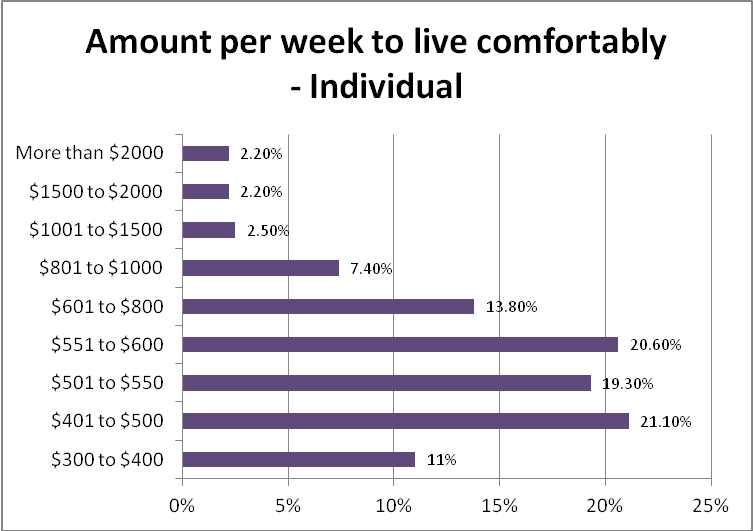 Amount per week to live comfortably
- Individual
More than $2000
2.20%
$1500 to $2000
2.20%
$1001 to $1500
2.50%
$801 to $1000
7.40%
$601 to $800
13.80%
$551 to $600
20.60%
$501 to $550
19.30%
$401 to $500
21.10%
$300 to $400
11%
0% 5% 10% 15% 20% 25%